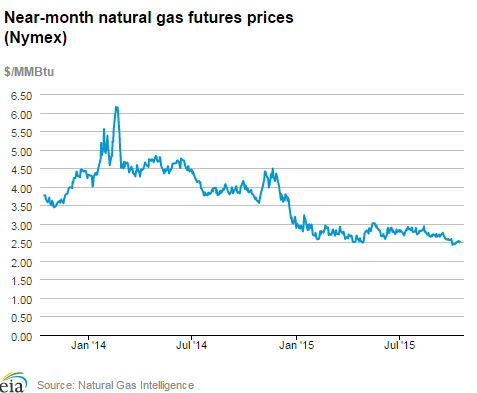 Near-month natural gas futures prices
(Nymex)
$/MMBtu
6.50
6.00
5.50
5.00
4.50
4.00
3.50
3.00
2.50
2.00
1.50
1.00
0.50
0.00
Jan '14 Jul '14 Jan '15 Jul '15
eia Source: Natural Gas Intelligence